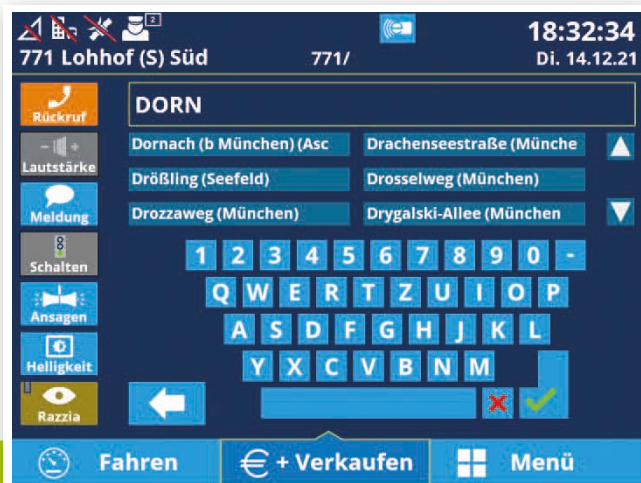 2
18:32:34
771 Lohhof (S) Süd 771/ Di. 14.12.21
Rückruf
DORN
- +
Lautstärke
Dornach (b München) (Asc Drachenseestraße (Münche
Drößling (Seefeld) Drosselweg (München)
Meldung
Drozzaweg (München) Drygalski-Allee (München
Schalten
1 2 3 4 5 6 7 8 9 0 -
Q W E R T Z U I O P
Ansagen
A S D F G H J K L
Helligkeit
Y X C V B N M
Razzia
Fahren € + Verkaufen Menü